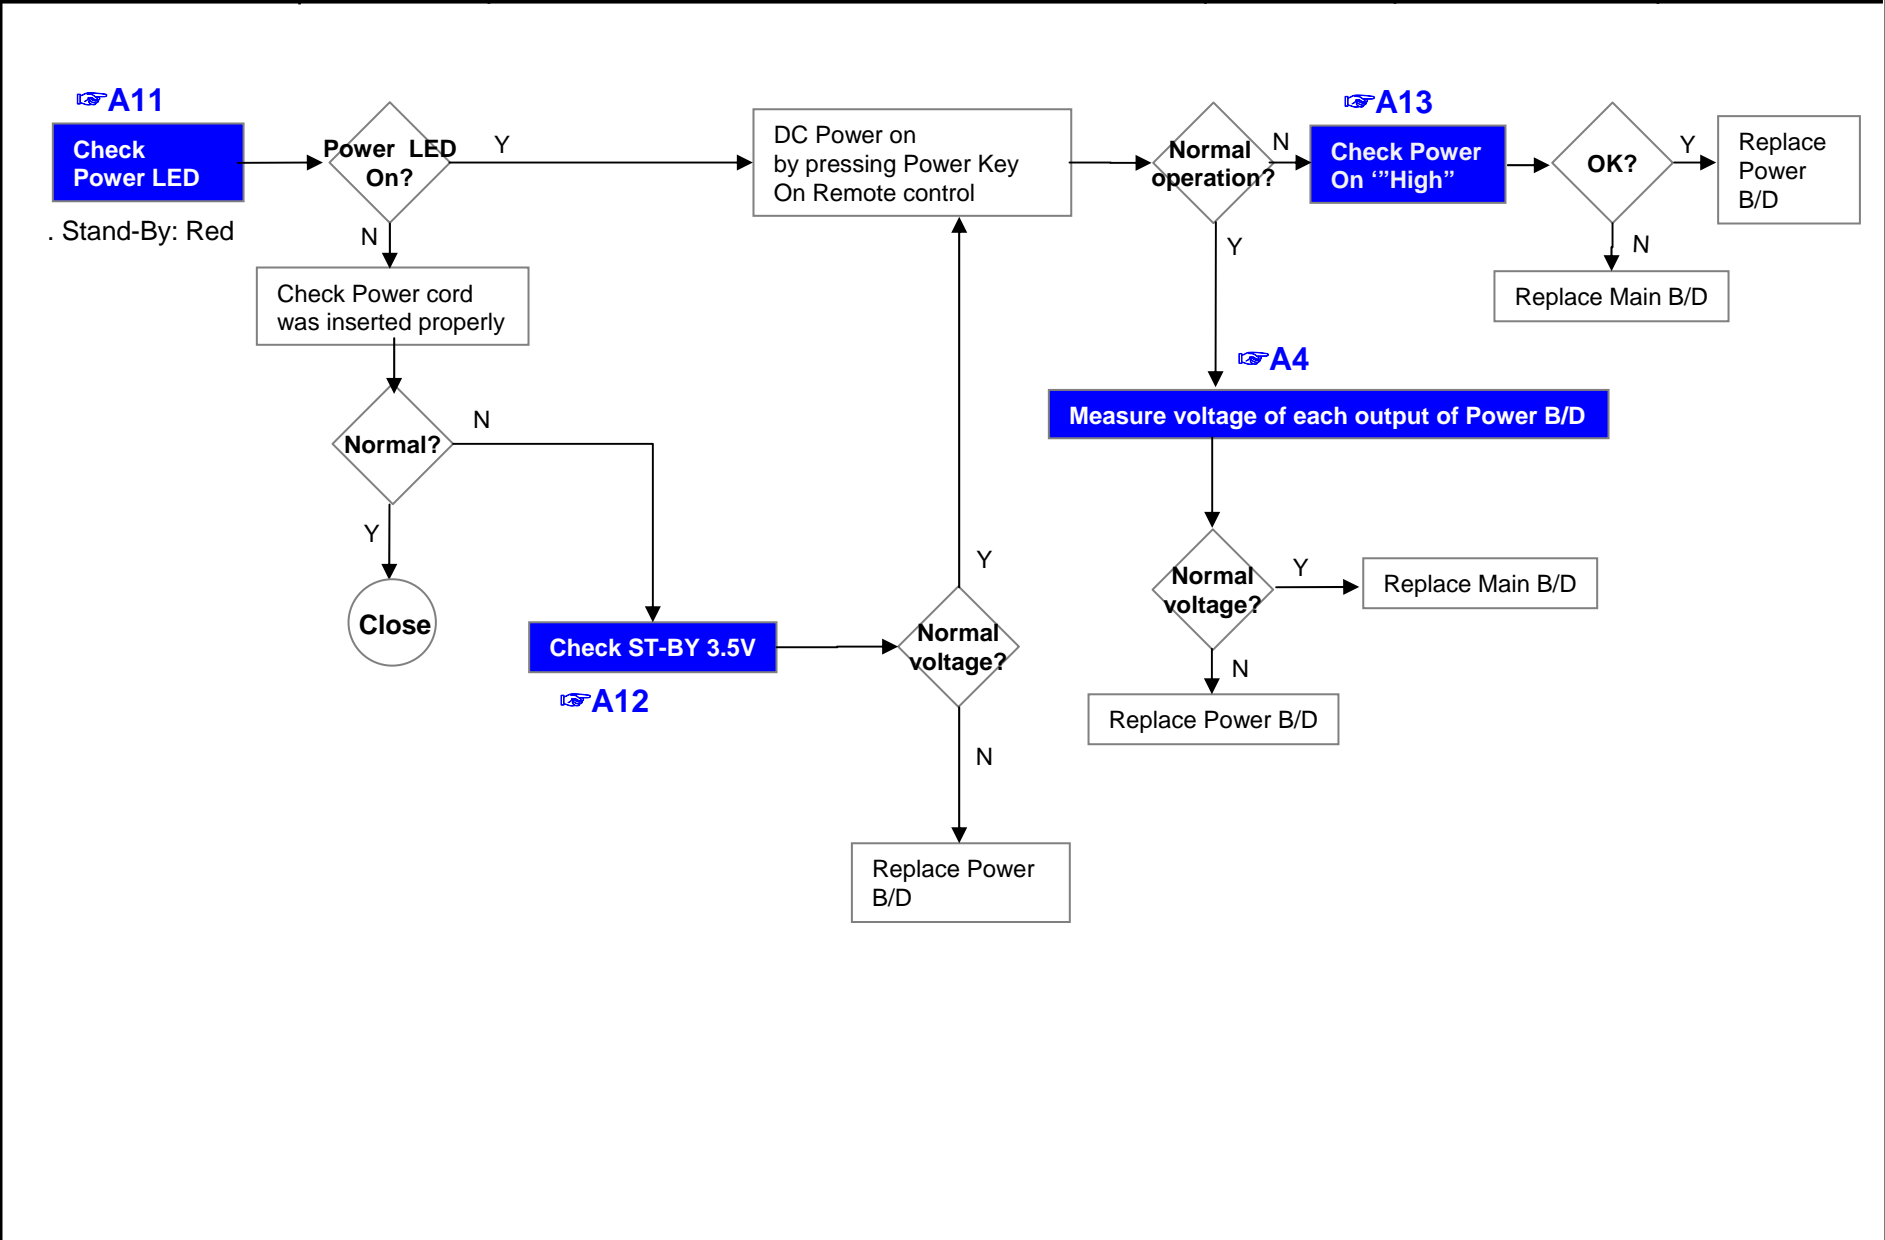 ☞A11
Check
Power LED
. Stand-By: Red
Power LED
On?
Y
N
Check Power cord
was inserted properly
Normal?
N
Y
Close
Check ST-BY 3.5V
☞A12
Normal
voltage?
Y
N
Replace Power
B/D
DC Power on
by pressing Power Key
On Remote control
Normal
operation?
N
Y
☞A13
Check Power
On ‘”High”
OK?
Y
Replace
Power
B/D
N
Replace Main B/D
☞A4
Measure voltage of each output of Power B/D
Normal
voltage?
Y
Replace Main B/D
N
Replace Power B/D